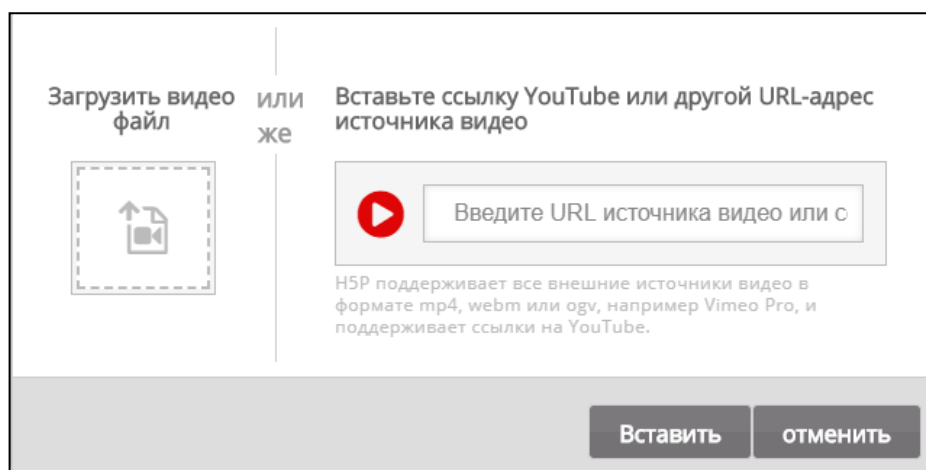 Загрузить видео
файл
или
же
Вставьте ссылку YouTube или другой URL-адрес
источника видео
Введите URL источника видео или с
H5P поддерживает все внешние источники видео в
формате mp4, webm или ogv, например Vimeo Pro, и
поддерживает ссылки на YouTube.
Вставить
отменить